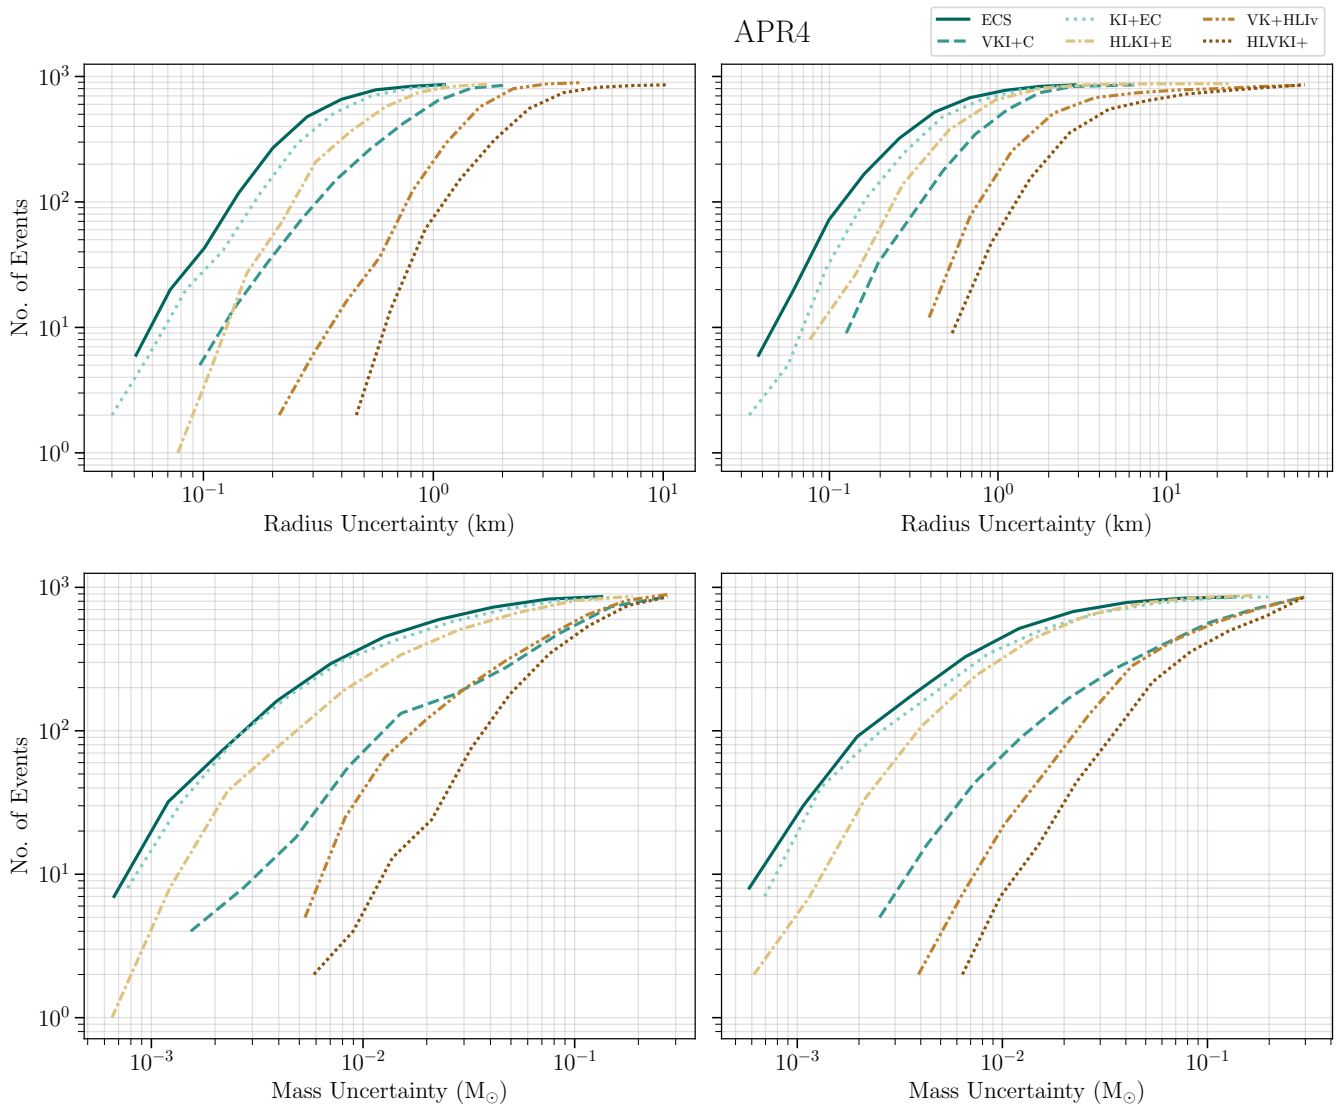 APR4
ECS
KI+EC
VK+HLIv
VKI+C
HLKI+E
HLVKI+
10³
10²
10¹
10⁰
No. of Events
10⁻¹
10⁰
10¹
Radius Uncertainty (km)
10⁻¹
10⁰
10¹
Radius Uncertainty (km)
10³
10²
10¹
10⁰
No. of Events
10⁻³
10⁻²
10⁻¹
Mass Uncertainty (M☉)
10⁻³
10⁻²
10⁻¹
Mass Uncertainty (M☉)